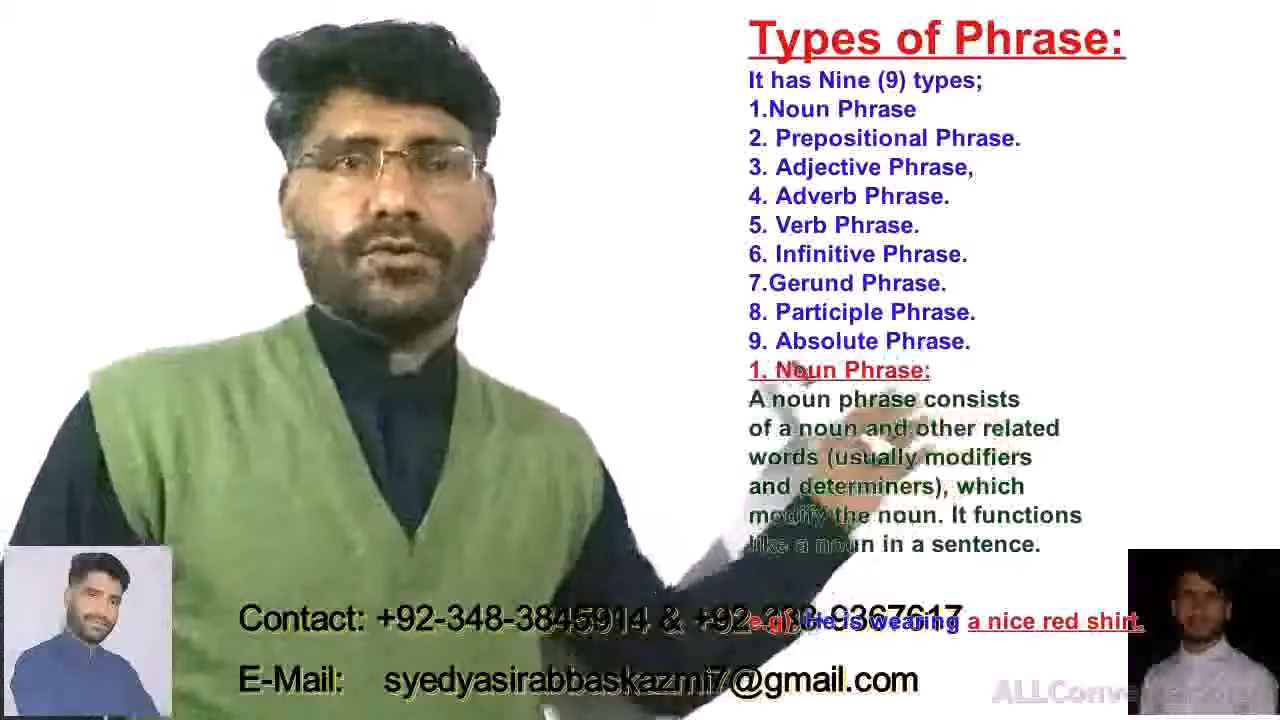 Types of Phrase:
It has Nine (9) types;
1.Noun Phrase
2. Prepositional Phrase.
3. Adjective Phrase,
4. Adverb Phrase.
5. Verb Phrase.
6. Infinitive Phrase.
7.Gerund Phrase.
8. Participle Phrase.
9. Absolute Phrase.
1. Noun Phrase:
A noun phrase consists
of a noun and other related
words (usually modifiers
and determiners), which
modify the noun. It functions
like a noun in a sentence.
e.g), He is wearing a nice red shirt.
Contact: +92-348-3845914 &
E-Mail: syedyasirabbaskazmi7@gmail.com